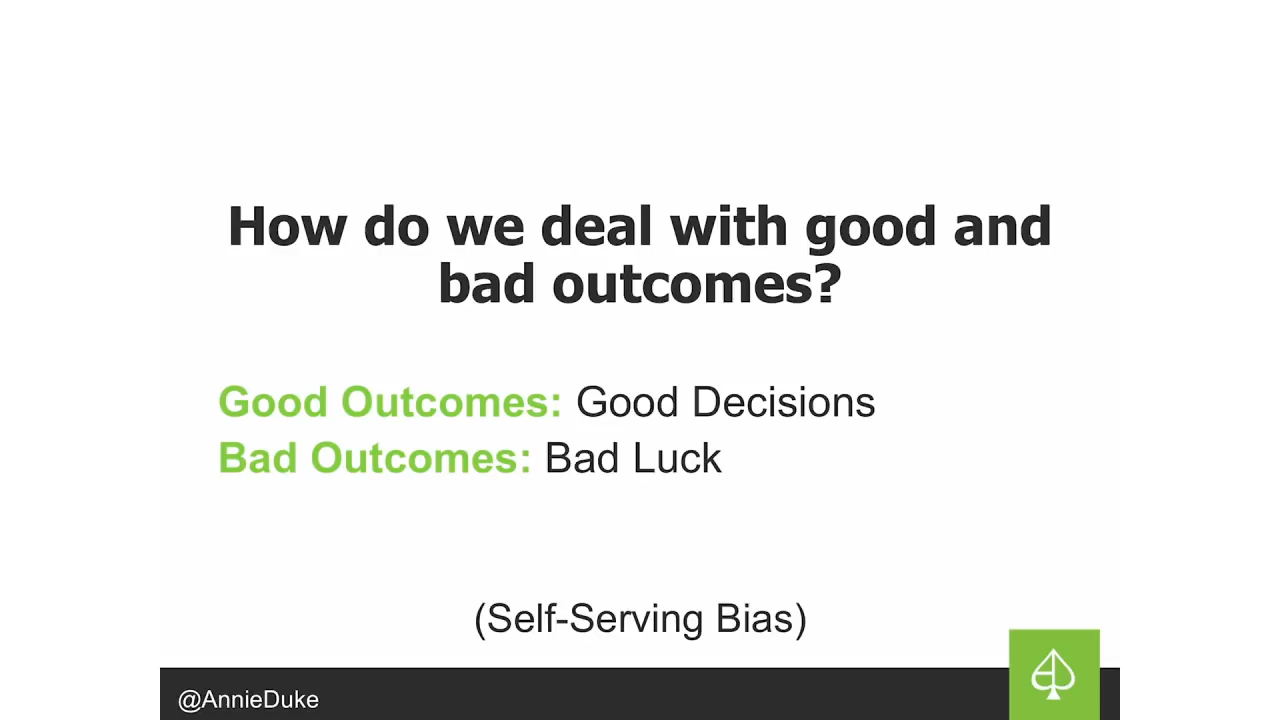 How do we deal with good and
bad outcomes?
Good Outcomes: Good Decisions
Bad Outcomes: Bad Luck
(Self-Serving Bias)
@AnnieDuke